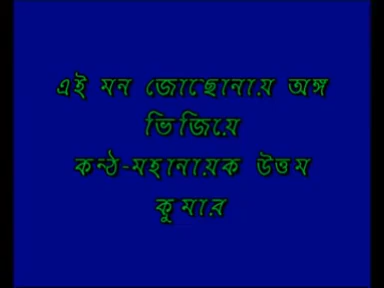 এই মন জোছোনায় অঙ্গ
ভিজিয়ে
কন্ঠ-মহানায়ক উত্তম
কুমার